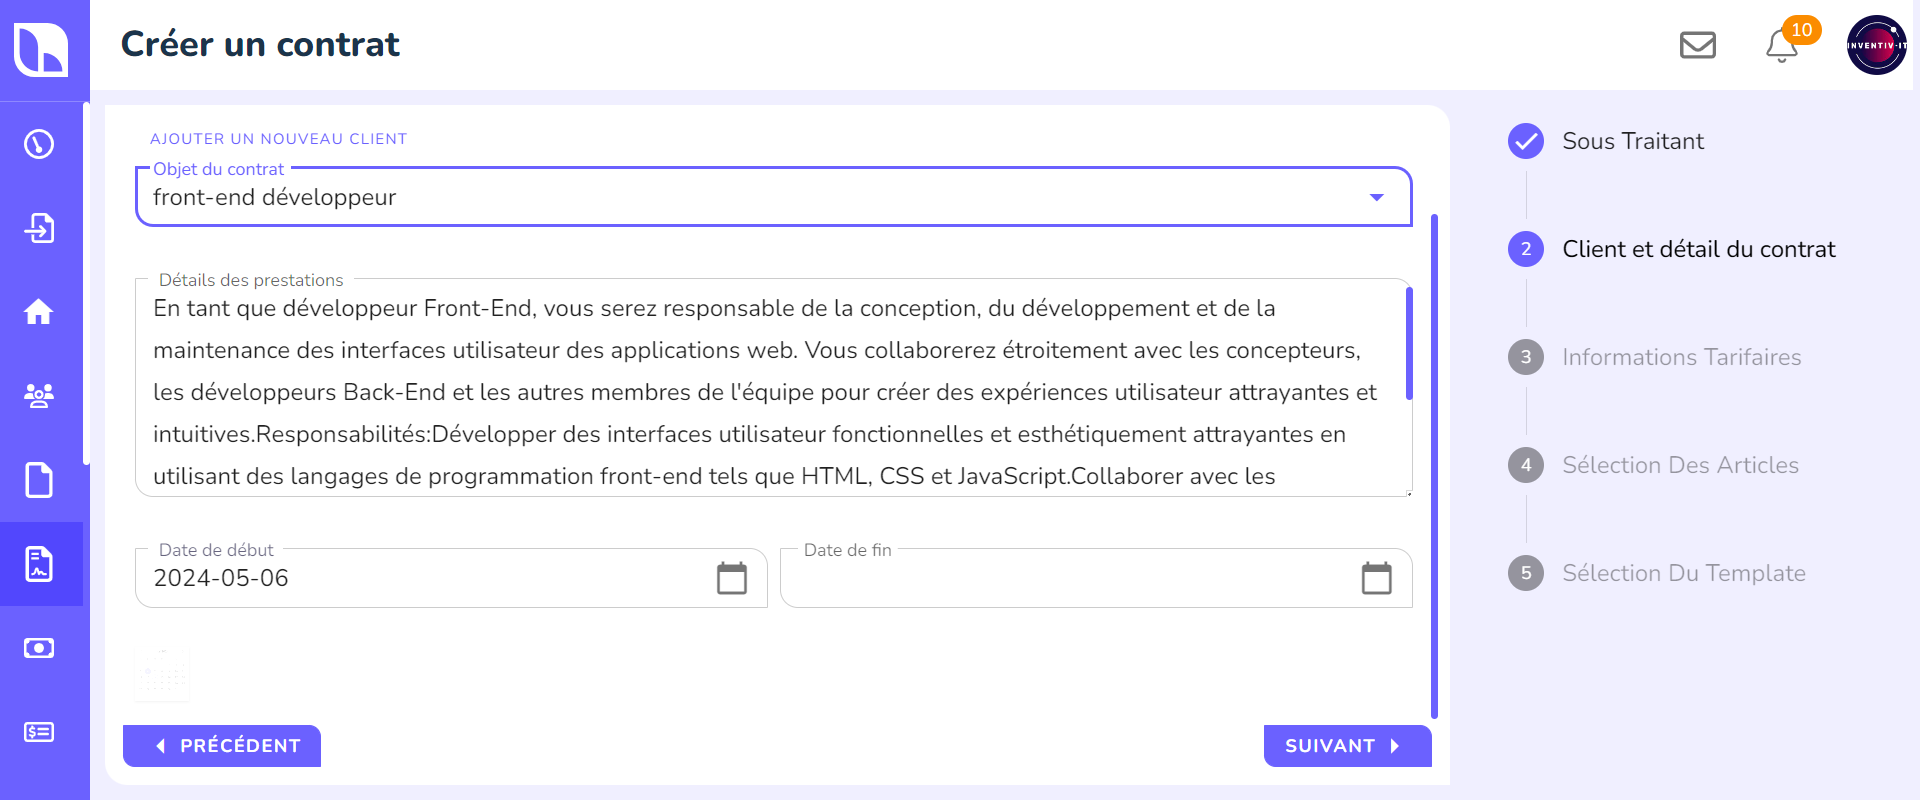 Créer un contrat
10
INVENTIV-IT
AJOUTER UN NOUVEAU CLIENT
Objet du contrat
front-end développeur
Détails des prestations
En tant que développeur Front-End, vous serez responsable de la conception, du développement et de la
maintenance des interfaces utilisateur des applications web. Vous collaborerez étroitement avec les concepteurs,
les développeurs Back-End et les autres membres de l'équipe pour créer des expériences utilisateur attrayantes et
intuitives.Responsabilités:Développer des interfaces utilisateur fonctionnelles et esthétiquement attrayantes en
utilisant des langages de programmation front-end tels que HTML, CSS et JavaScript.Collaborer avec les
Date de début
2024-05-06
Date de fin
PRÉCÉDENT
SUIVANT
Sous Traitant
2 Client et détail du contrat
3 Informations Tarifaires
4 Sélection Des Articles
5 Sélection Du Template